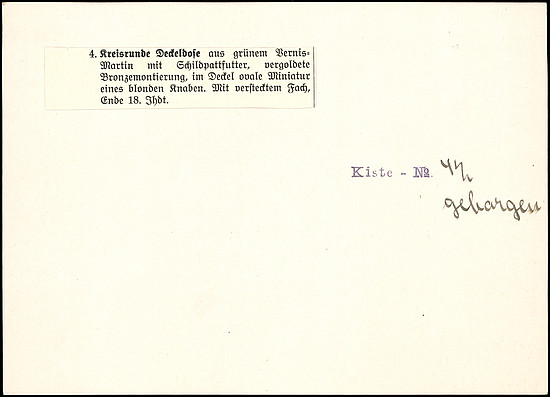 4. Kreisrunde Deckeldose aus grünem Vernis-
Martin mit Schildpattfutter, vergoldete
Bronzemontierung, im Deckel ovale Miniatur
eines blonden Knaben. Mit verstecktem Fach,
Ende 18. Jhdt.
Kiste - №.
geborgen